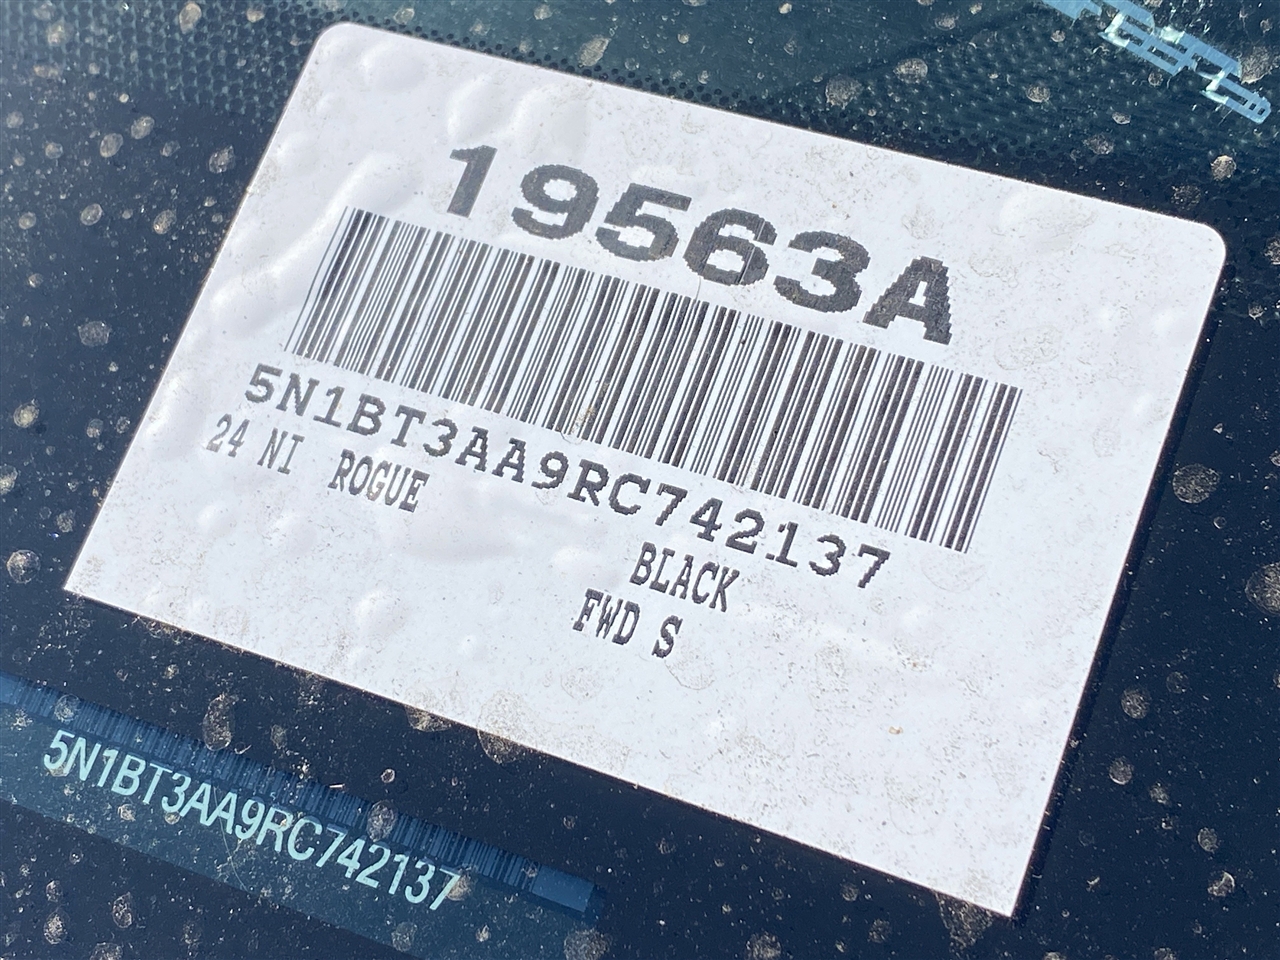 19563A
5N1BT3AA9RC742137
24 NI ROGUE
BLACK
FWD S
5N1BT3AA9RC742137